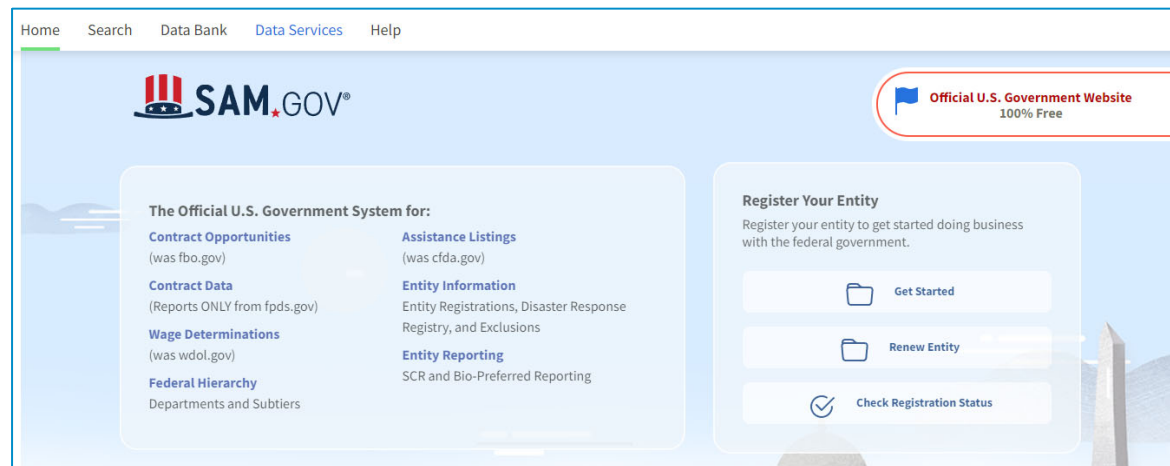 Home Search Data Bank Data Services Help
SAM.GOV®
Official U.S. Government Website
100% Free
The Official U.S. Government System for:
Contract Opportunities
(was fbo.gov)
Contract Data
(Reports ONLY from fpds.gov)
Wage Determinations
(was wdol.gov)
Federal Hierarchy
Departments and Subtiers
Assistance Listings
(was cfda.gov)
Entity Information
Entity Registrations, Disaster Response
Registry, and Exclusions
Entity Reporting
SCR and Bio-Preferred Reporting
Register Your Entity
Register your entity to get started doing business
with the federal government.
Get Started
Renew Entity
Check Registration Status